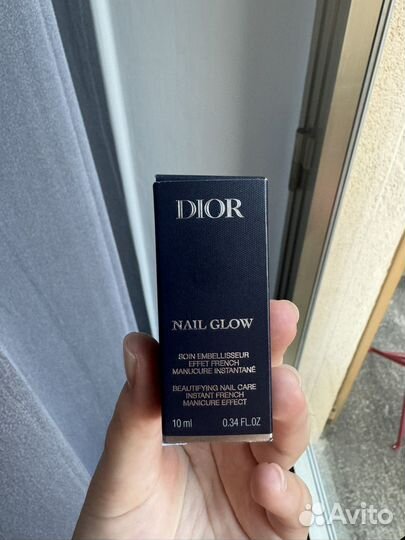 DIOR
NAIL GLOW
SOIN EMBELLISSEUR
EFFET FRENCH
MANUCURE INSTANTANÉ
BEAUTIFYING NAIL CARE
INSTANT FRENCH
MANICURE EFFECT
10 ml 0.34 FL.OZ
Avito